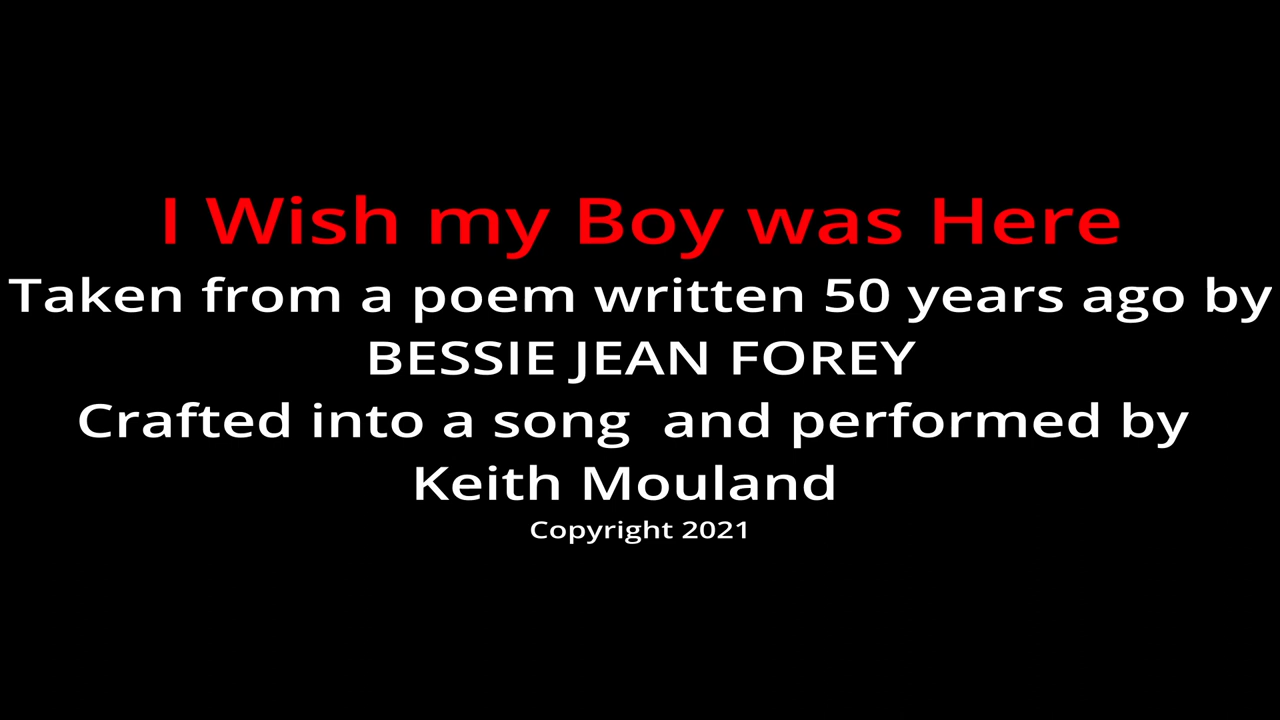 I Wish my Boy was Here
Taken from a poem written 50 years ago by
BESSIE JEAN FOREY
Crafted into a song  and performed by
Keith Mouland
Copyright 2021